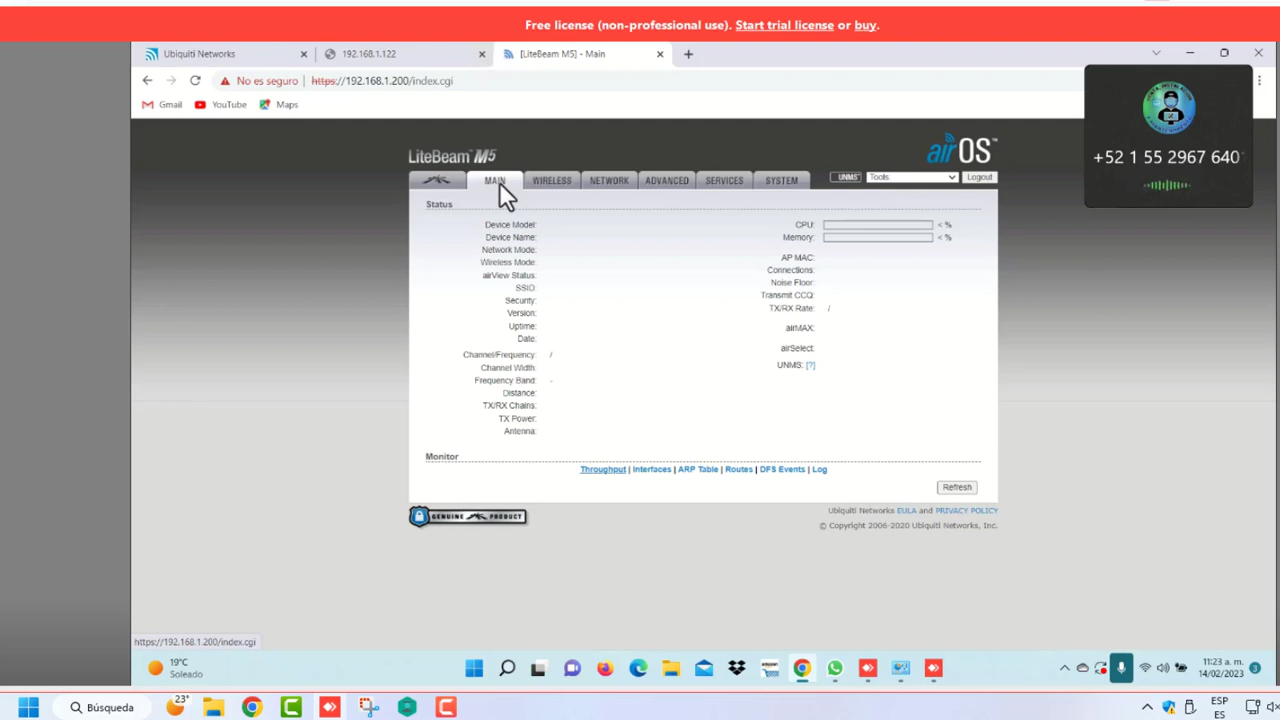 Free license (non-professional use). Start trial license or buy.
Ubiquiti Networks
192.168.1.122
[LiteBeam M5] - Main
No es seguro https://192.168.1.200/index.cgi
Gmail YouTube Maps
+52 1 55 2967 640
LiteBeam M5
airOS™
MAIN WIRELESS NETWORK ADVANCED SERVICES SYSTEM
UNMS™ Tools Logout
Status
Device Model:
Device Name:
Network Mode:
Wireless Mode:
airView Status:
SSID:
Security:
Version:
Uptime:
Date:
Channel/Frequency: /
Channel Width:
Frequency Band: -
Distance:
TX/RX Chains:
TX Power:
Antenna:
CPU: < %
Memory: < %
AP MAC:
Connections:
Noise Floor:
Transmit CCQ:
TX/RX Rate: /
airMAX:
airSelect:
UNMS: [?]
Monitor
Throughput | Interfaces | ARP Table | Routes | DFS Events | Log
Refresh
GENUINE PRODUCT
Ubiquiti Networks EULA and PRIVACY POLICY
© Copyright 2006-2020 Ubiquiti Networks, Inc.
https://192.168.1.200/index.cgi
19°C
Soleado
11:23 a. m.
14/02/2023
3
Búsqueda
23°
ESP
ES